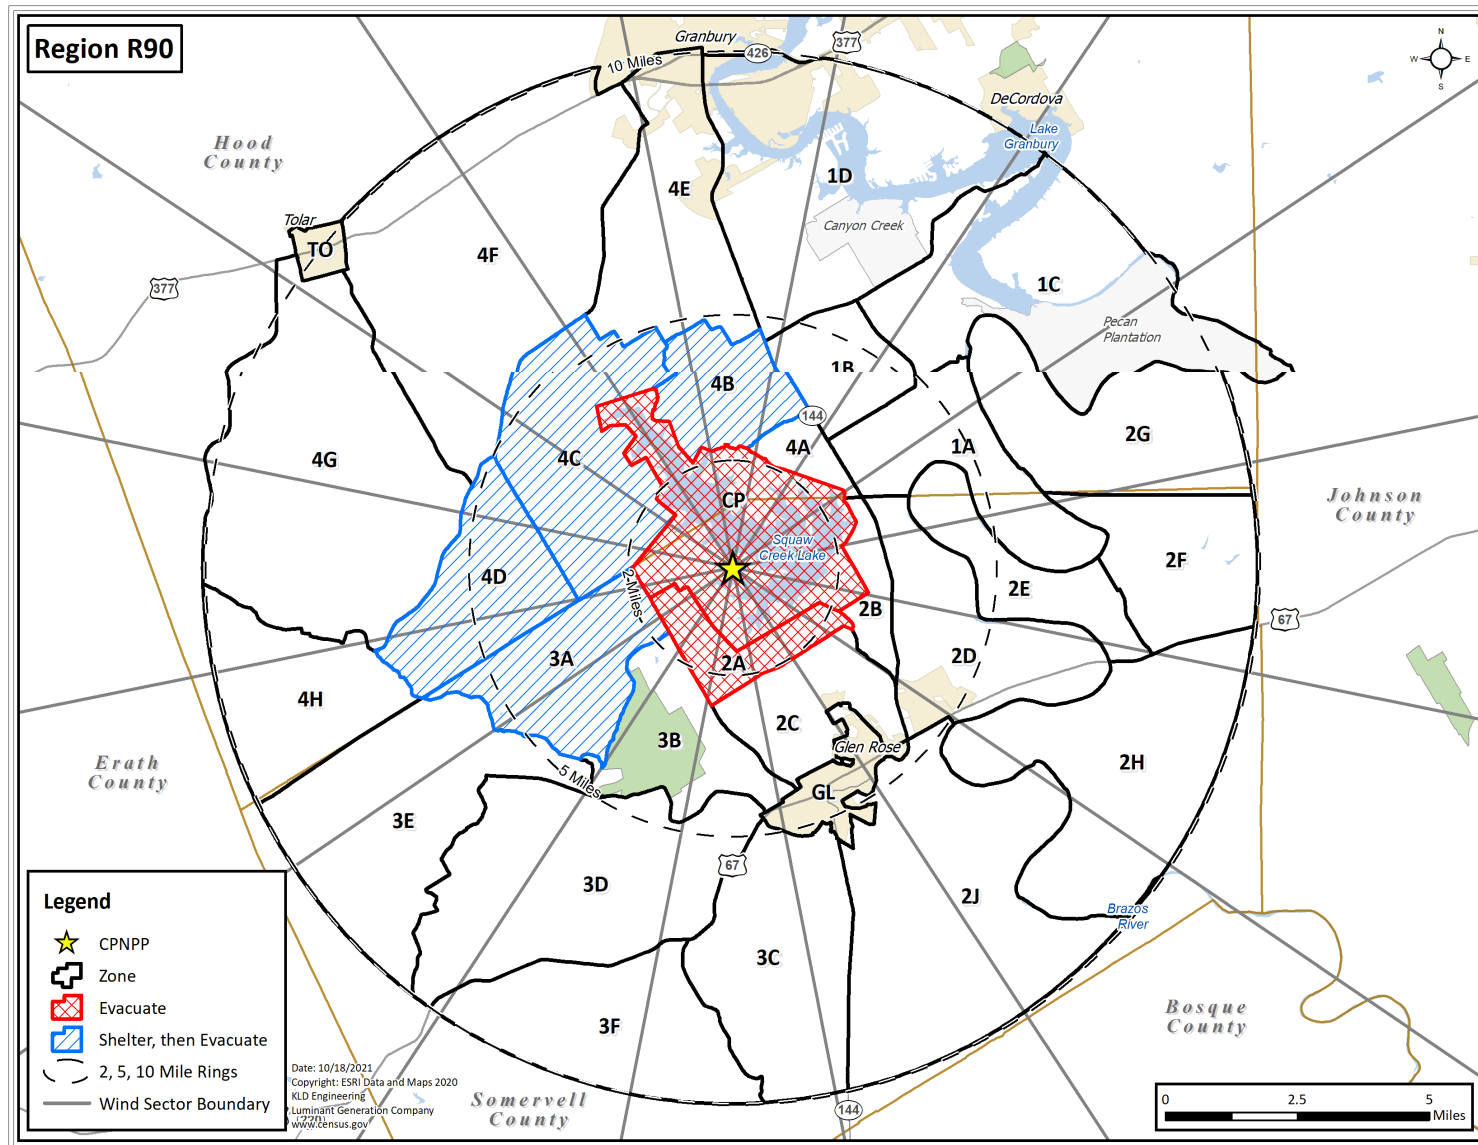 Region R90
Granbury
426
377
10 Miles
N
W
E
S
DeCordova
Lake
Granbury
Hood
County
4E
1D
Tolar
TO
Canyon Creek
4F
377
1C
Pecan
Plantation
1B
4B
144
4A
1A
2G
4G
4C
CP
Johnson
County
Squaw
Creek Lake
2F
4D
2 Miles
2E
2B
67
3A
2A
2D
4H
2C
3B
Glen Rose
Erath
County
5 Miles
2H
GL
3E
67
3D
2J
Brazos
River
3C
Bosque
County
3F
Legend
CPNPP
Zone
Evacuate
Shelter, then Evacuate
2, 5, 10 Mile Rings
Wind Sector Boundary
220
Date: 10/18/2021
Copyright: ESRI Data and Maps 2020
KLD Engineering
Luminant Generation Company
www.census.gov
Somervell
County
144
0
2.5
5
Miles